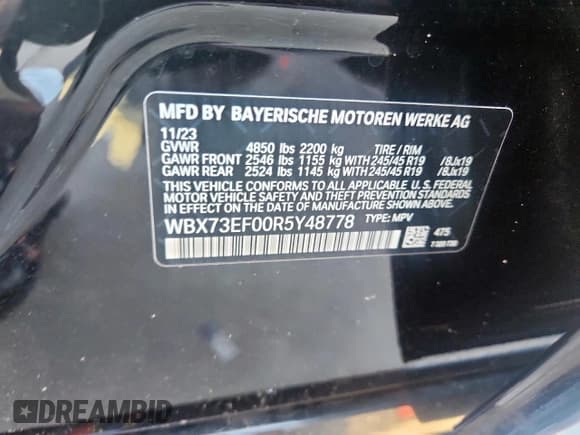 MFD BY BAYERISCHE MOTOREN WERKE AG
11/23
GVWR 4850 lbs 2200 kg TIRE / RIM
GAWR FRONT 2546 lbs 1155 kg WITH 245/45 R19 /8Jx19
GAWR REAR 2524 lbs 1145 kg WITH 245/45 R19 /8Jx19
THIS VEHICLE CONFORMS TO ALL APPLICABLE U. S. FEDERAL
MOTOR VEHICLE SAFETY AND THEFT PREVENTION STANDARDS
IN EFFECT ON THE DATE OF MANUFACTURE SHOWN ABOVE.
WBX73EF00R5Y48778 TYPE: MPV
475
DREAMBID